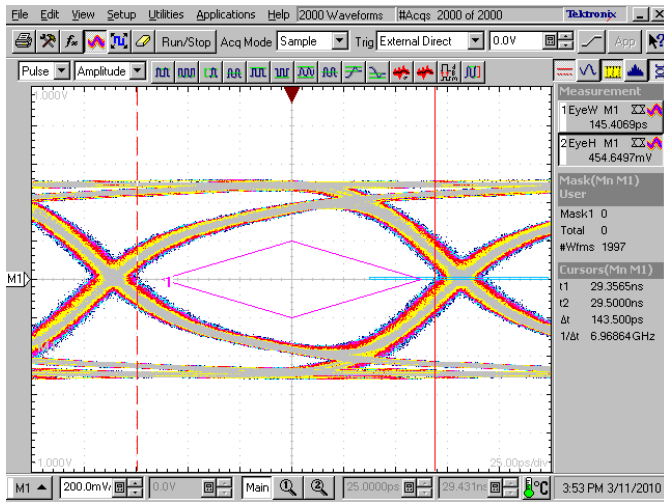 File Edit View Setup Utilities Applications Help 2000 Waveforms #Acqs 2000 of 2000 Tektronix
Run/Stop Acq Mode Sample Trig External Direct 0.0V App
Pulse Amplitude
1.000V
Measurement
1 EyeW M1
145.4069ps
2 EyeH M1
454.6497mV
Mask(Mn M1)
User
Mask1 0
Total 0
#Wfms 1997
Cursors(Mn M1)
t1 29.3565ns
t2 29.5000ns
Δt 143.500ps
1/Δt 6.96864GHz
M1
1
-1.000V 25.00ps/div
M1 200.0mV/ 0.0V Main 25.0000ps 29.431ns °C 3:53 PM 3/11/2010